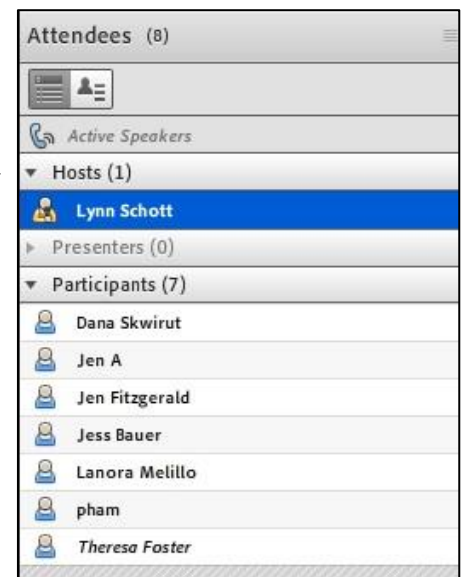 Attendees (8)
Active Speakers
Hosts (1)
Lynn Schott
Presenters (0)
Participants (7)
Dana Skwirut
Jen A
Jen Fitzgerald
Jess Bauer
Lanora Melillo
pham
Theresa Foster